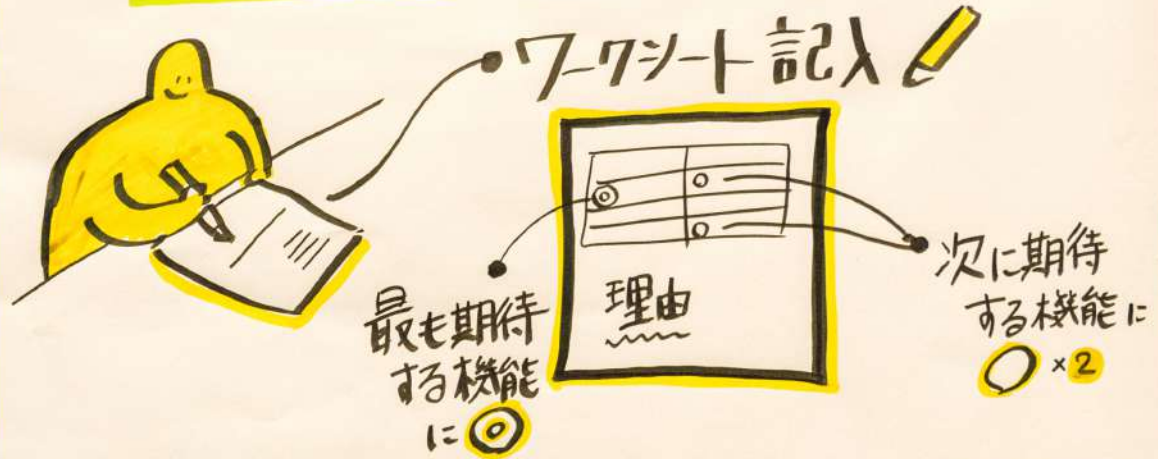 ワークシート記入
理由
最も期待
する機能
に◎
次に期待
する機能に
○×2